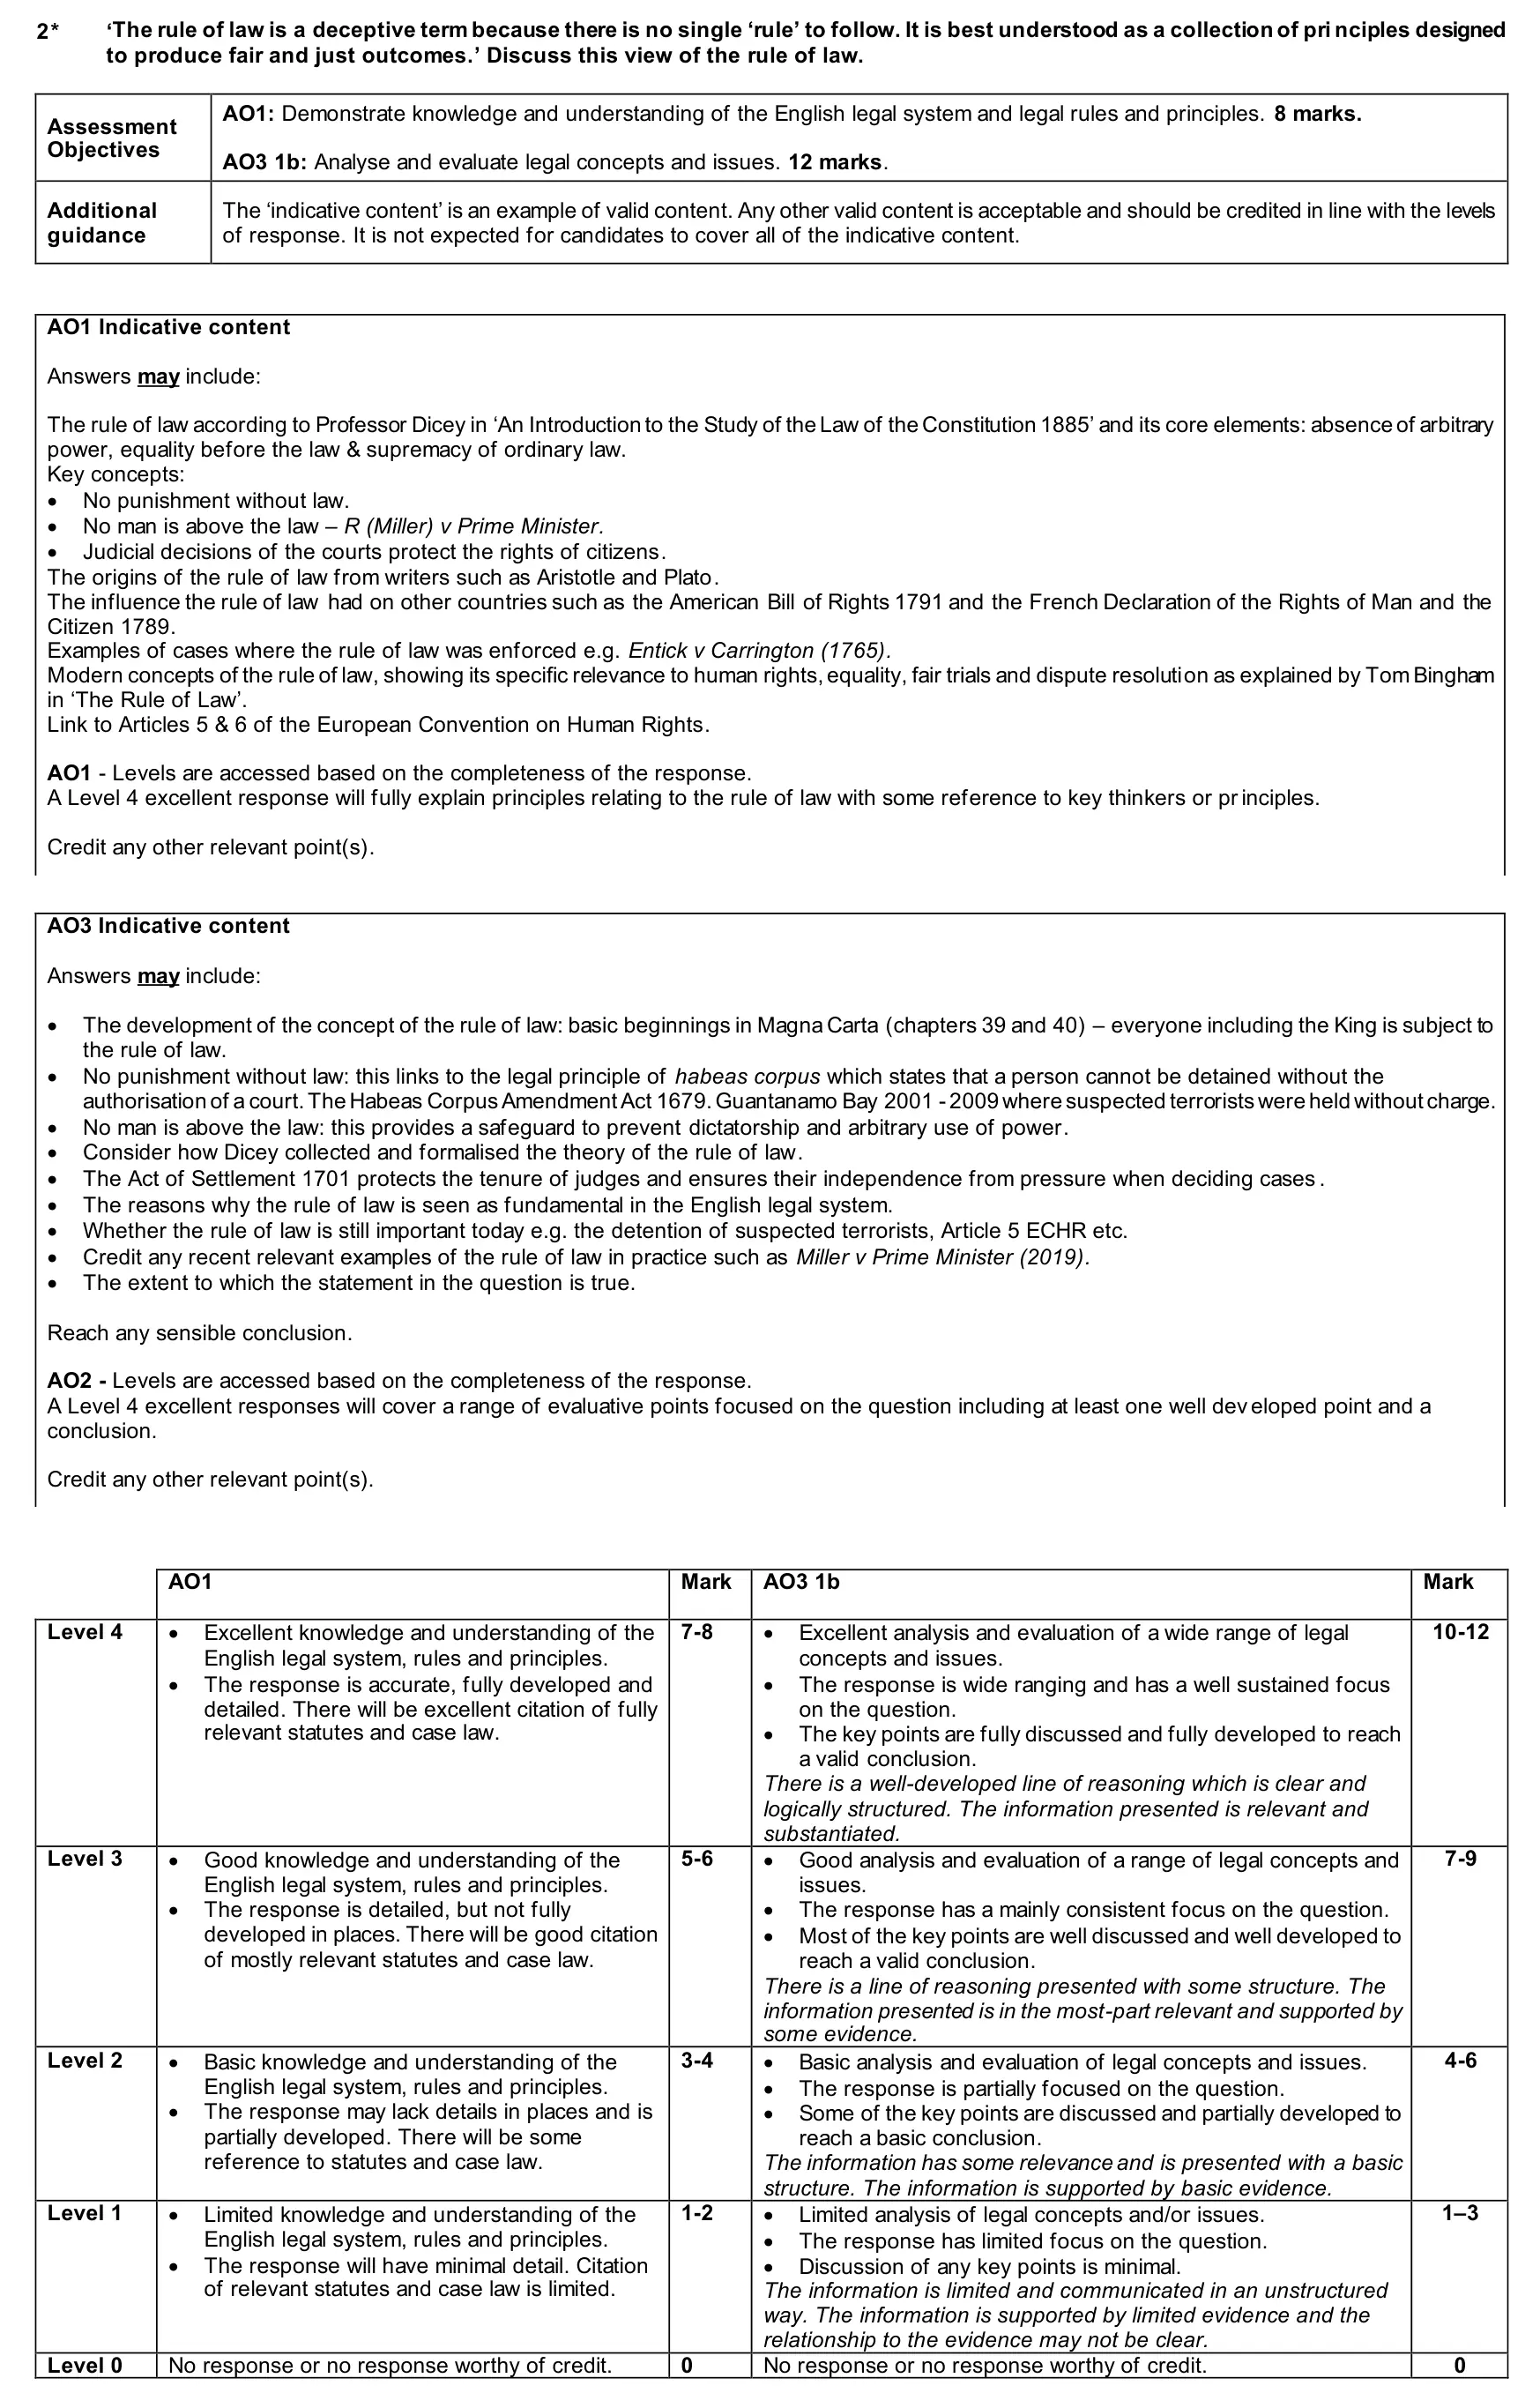 2* ‘The rule of law is a deceptive term because there is no single ‘rule’ to follow. It is best understood as a collection of principles designed
to produce fair and just outcomes.’ Discuss this view of the rule of law.
Assessment Objectives
AO1: Demonstrate knowledge and understanding of the English legal system and legal rules and principles. 8 marks.
AO3 1b: Analyse and evaluate legal concepts and issues. 12 marks.
Additional guidance
The ‘indicative content’ is an example of valid content. Any other valid content is acceptable and should be credited in line with the levels
of response. It is not expected for candidates to cover all of the indicative content.
AO1 Indicative content
Answers may include:
The rule of law according to Professor Dicey in ‘An Introduction to the Study of the Law of the Constitution 1885’ and its core elements: absence of arbitrary
power, equality before the law & supremacy of ordinary law.
Key concepts:
• No punishment without law.
• No man is above the law – R (Miller) v Prime Minister.
• Judicial decisions of the courts protect the rights of citizens.
The origins of the rule of law from writers such as Aristotle and Plato.
The influence the rule of law had on other countries such as the American Bill of Rights 1791 and the French Declaration of the Rights of Man and the
Citizen 1789.
Examples of cases where the rule of law was enforced e.g. Entick v Carrington (1765).
Modern concepts of the rule of law, showing its specific relevance to human rights, equality, fair trials and dispute resolution as explained by Tom Bingham
in ‘The Rule of Law’.
Link to Articles 5 & 6 of the European Convention on Human Rights.
AO1 - Levels are accessed based on the completeness of the response.
A Level 4 excellent response will fully explain principles relating to the rule of law with some reference to key thinkers or principles.
Credit any other relevant point(s).
AO3 Indicative content
Answers may include:
• The development of the concept of the rule of law: basic beginnings in Magna Carta (chapters 39 and 40) – everyone including the King is subject to
the rule of law.
• No punishment without law: this links to the legal principle of habeas corpus which states that a person cannot be detained without the
authorisation of a court. The Habeas Corpus Amendment Act 1679. Guantanamo Bay 2001 - 2009 where suspected terrorists were held without charge.
• No man is above the law: this provides a safeguard to prevent dictatorship and arbitrary use of power.
• Consider how Dicey collected and formalised the theory of the rule of law.
• The Act of Settlement 1701 protects the tenure of judges and ensures their independence from pressure when deciding cases.
• The reasons why the rule of law is seen as fundamental in the English legal system.
• Whether the rule of law is still important today e.g. the detention of suspected terrorists, Article 5 ECHR etc.
• Credit any recent relevant examples of the rule of law in practice such as Miller v Prime Minister (2019).
• The extent to which the statement in the question is true.
Reach any sensible conclusion.
AO2 - Levels are accessed based on the completeness of the response.
A Level 4 excellent responses will cover a range of evaluative points focused on the question including at least one well developed point and a
conclusion.
Credit any other relevant point(s).
AO1 Mark AO3 1b Mark
Level 4
• Excellent knowledge and understanding of the
English legal system, rules and principles.
• The response is accurate, fully developed and
detailed. There will be excellent citation of fully
relevant statutes and case law.
7-8
• Excellent analysis and evaluation of a wide range of legal
concepts and issues.
• The response is wide ranging and has a well sustained focus
on the question.
• The key points are fully discussed and fully developed to reach
a valid conclusion.
There is a well-developed line of reasoning which is clear and
logically structured. The information presented is relevant and
substantiated.
10-12
Level 3
• Good knowledge and understanding of the
English legal system, rules and principles.
• The response is detailed, but not fully
developed in places. There will be good citation
of mostly relevant statutes and case law.
5-6
• Good analysis and evaluation of a range of legal concepts and
issues.
• The response has a mainly consistent focus on the question.
• Most of the key points are well discussed and well developed to
reach a valid conclusion.
There is a line of reasoning presented with some structure. The
information presented is in the most-part relevant and supported by
some evidence.
7-9
Level 2
• Basic knowledge and understanding of the
English legal system, rules and principles.
• The response may lack details in places and is
partially developed. There will be some
reference to statutes and case law.
3-4
• Basic analysis and evaluation of legal concepts and issues.
• The response is partially focused on the question.
• Some of the key points are discussed and partially developed to
reach a basic conclusion.
The information has some relevance and is presented with a basic
structure. The information is supported by basic evidence.
4-6
Level 1
• Limited knowledge and understanding of the
English legal system, rules and principles.
• The response will have minimal detail. Citation
of relevant statutes and case law is limited.
1-2
• Limited analysis of legal concepts and/or issues.
• The response has limited focus on the question.
• Discussion of any key points is minimal.
The information is limited and communicated in an unstructured
way. The information is supported by limited evidence and the
relationship to the evidence may not be clear.
1–3
Level 0 No response or no response worthy of credit. 0 No response or no response worthy of credit. 0